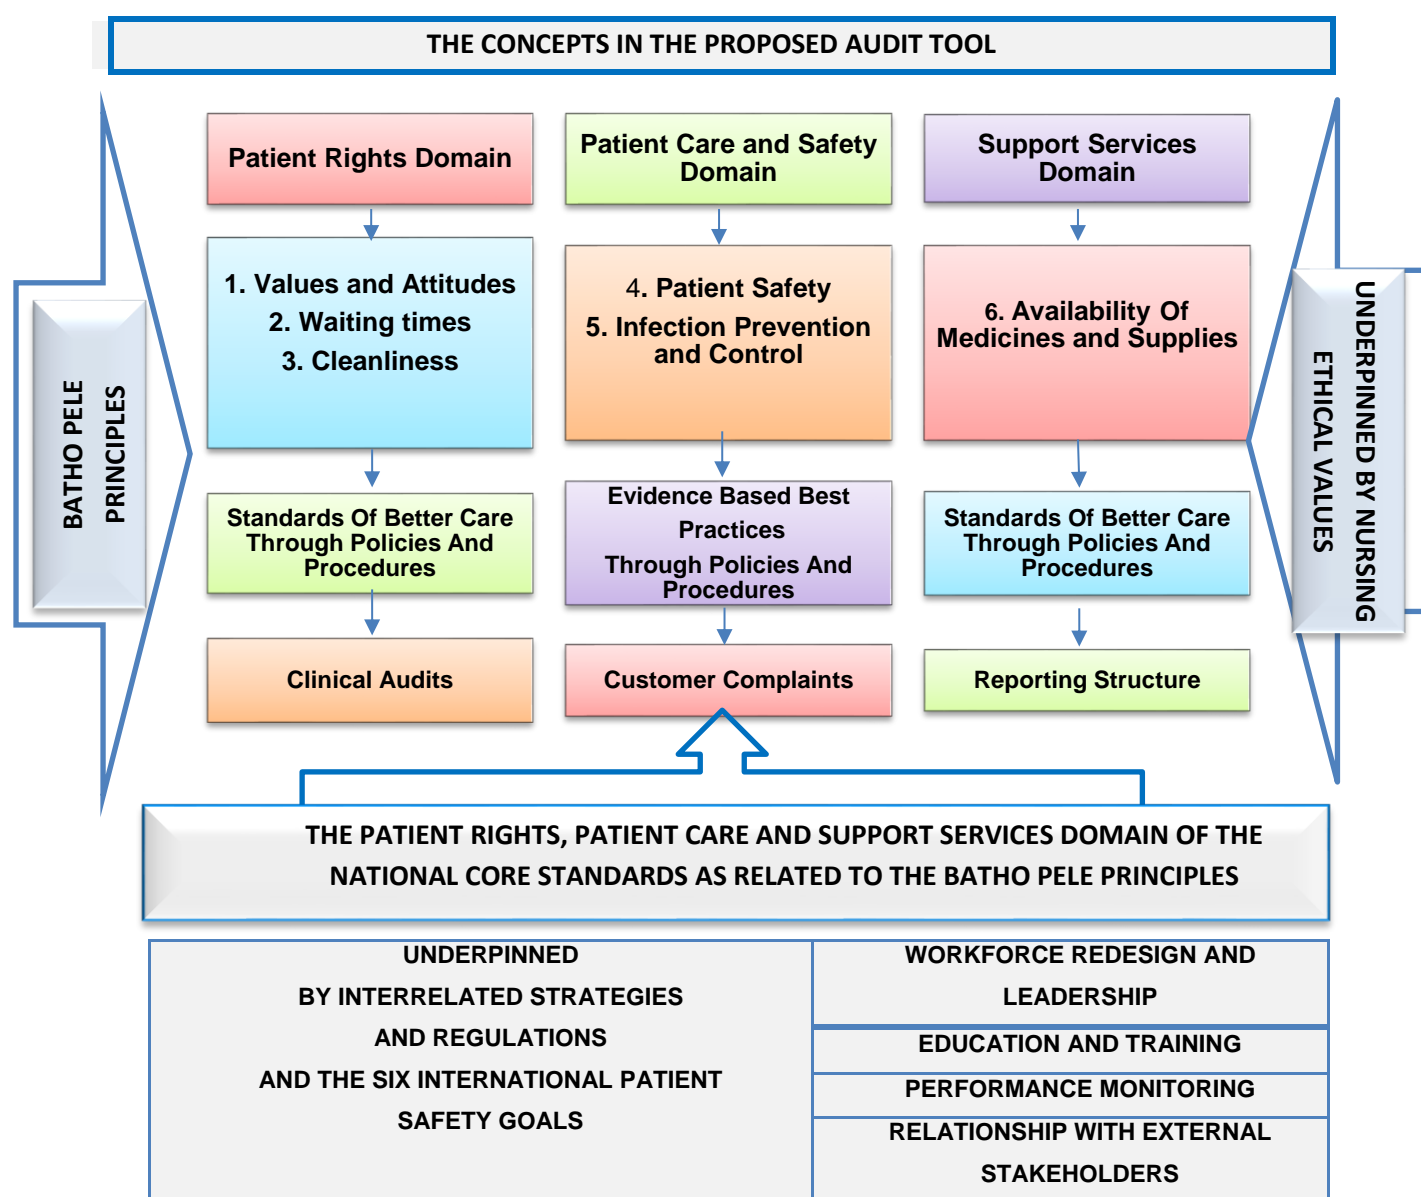 THE CONCEPTS IN THE PROPOSED AUDIT TOOL
Patient Rights Domain
Patient Care and Safety
Domain
Support Services
Domain
1. Values and Attitudes
2. Waiting times
3. Cleanliness
4. Patient Safety
5. Infection Prevention
and Control
6. Availability Of
Medicines and Supplies
BATHO PELE
PRINCIPLES
UNDERPINNED BY NURSING
ETHICAL VALUES
Standards Of Better Care
Through Policies And
Procedures
Evidence Based Best
Practices
Through Policies And
Procedures
Standards Of Better Care
Through Policies And
Procedures
Clinical Audits
Customer Complaints
Reporting Structure
THE PATIENT RIGHTS, PATIENT CARE AND SUPPORT SERVICES DOMAIN OF THE
NATIONAL CORE STANDARDS AS RELATED TO THE BATHO PELE PRINCIPLES
UNDERPINNED
BY INTERRELATED STRATEGIES
AND REGULATIONS
AND THE SIX INTERNATIONAL PATIENT
SAFETY GOALS
WORKFORCE REDESIGN AND
LEADERSHIP
EDUCATION AND TRAINING
PERFORMANCE MONITORING
RELATIONSHIP WITH EXTERNAL
STAKEHOLDERS